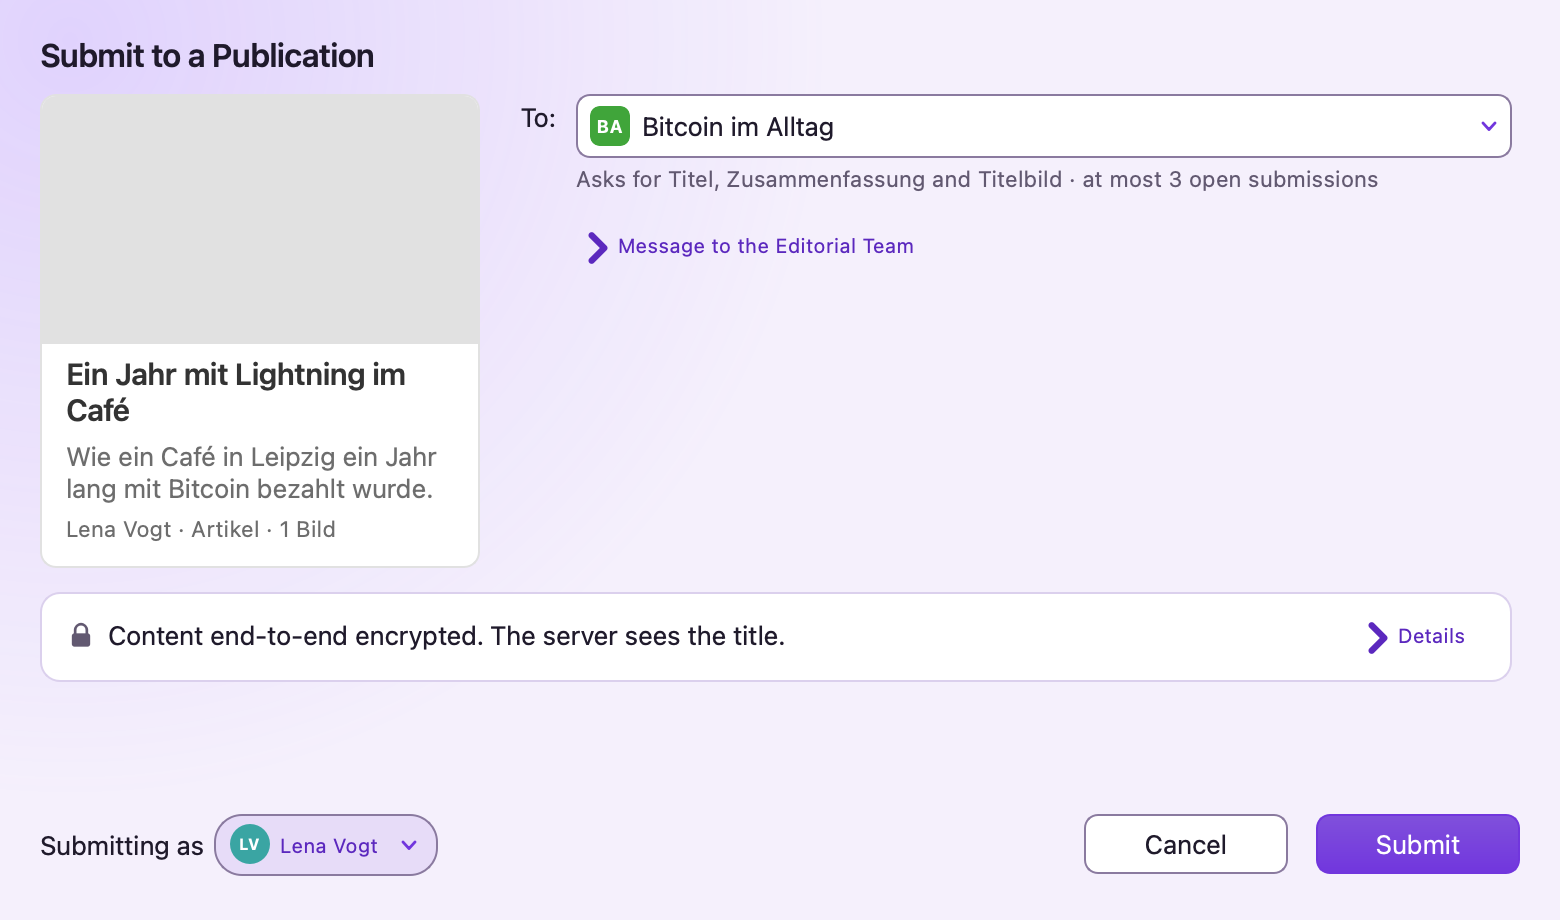 Submit to a Publication
To:
BA
Bitcoin im Alltag
Asks for Titel, Zusammenfassung and Titelbild · at most 3 open submissions
Message to the Editorial Team
Ein Jahr mit Lightning im
Café
Wie ein Café in Leipzig ein Jahr
lang mit Bitcoin bezahlt wurde.
Lena Vogt · Artikel · 1 Bild
Content end-to-end encrypted. The server sees the title.
Details
Submitting as
LV
Lena Vogt
Cancel
Submit